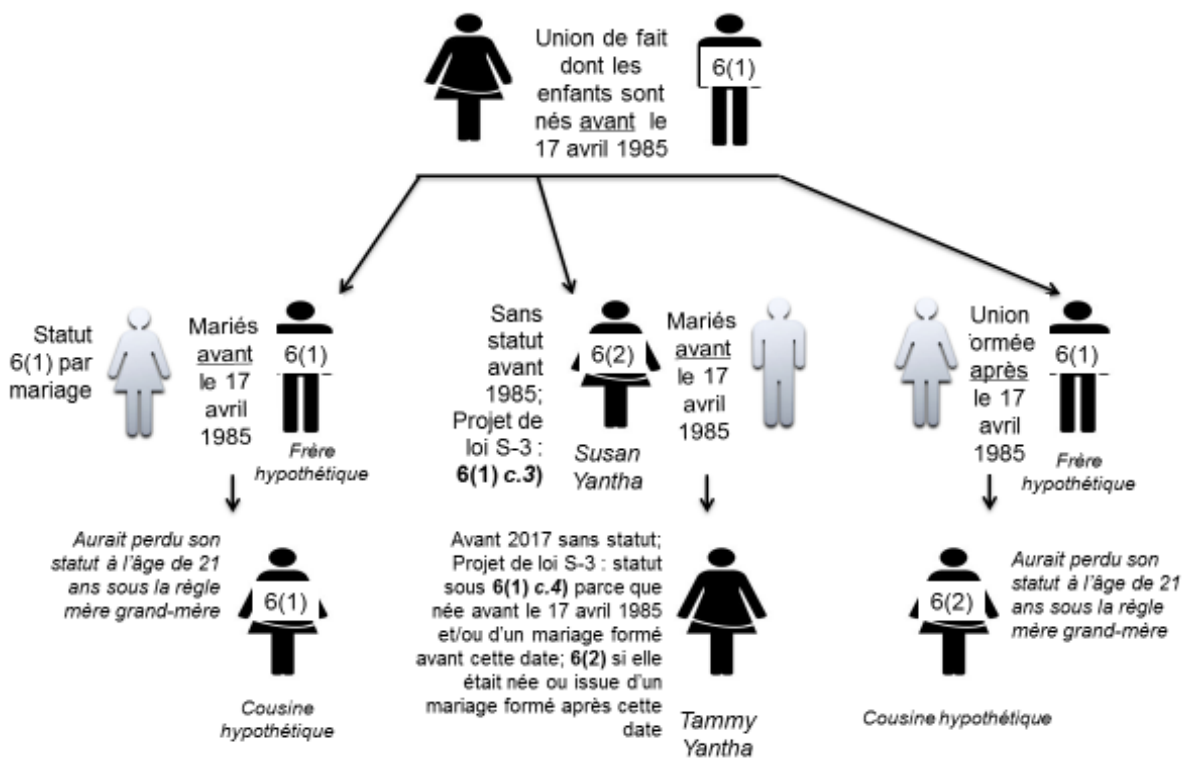 Union de fait
dont les
enfants sont
nés avant le
17 avril 1985
6(1)
Statut
6(1) par
mariage
Mariés
avant
le 17
avril
1985
6(1)
Frère
hypothétique
Sans
statut
avant
1985;
Projet de
loi S-3 :
6(1) c.3)
6(2)
Susan
Yantha
Mariés
avant
le 17
avril
1985
Union
ormée
après
le 17
avril
1985
6(1)
Frère
hypothétique
Aurait perdu son
statut à l'âge de 21
ans sous la règle
mère grand-mère
6(1)
Cousine
hypothétique
Avant 2017 sans statut;
Projet de loi S-3 : statut
sous 6(1) c.4) parce que
née avant le 17 avril 1985
et/ou d'un mariage formé
avant cette date; 6(2) si elle
était née ou issue d'un
mariage formé après cette
date
Tammy
Yantha
6(2)
Cousine hypothétique
Aurait perdu son
statut à l'âge de 21
ans sous la règle
mère grand-mère